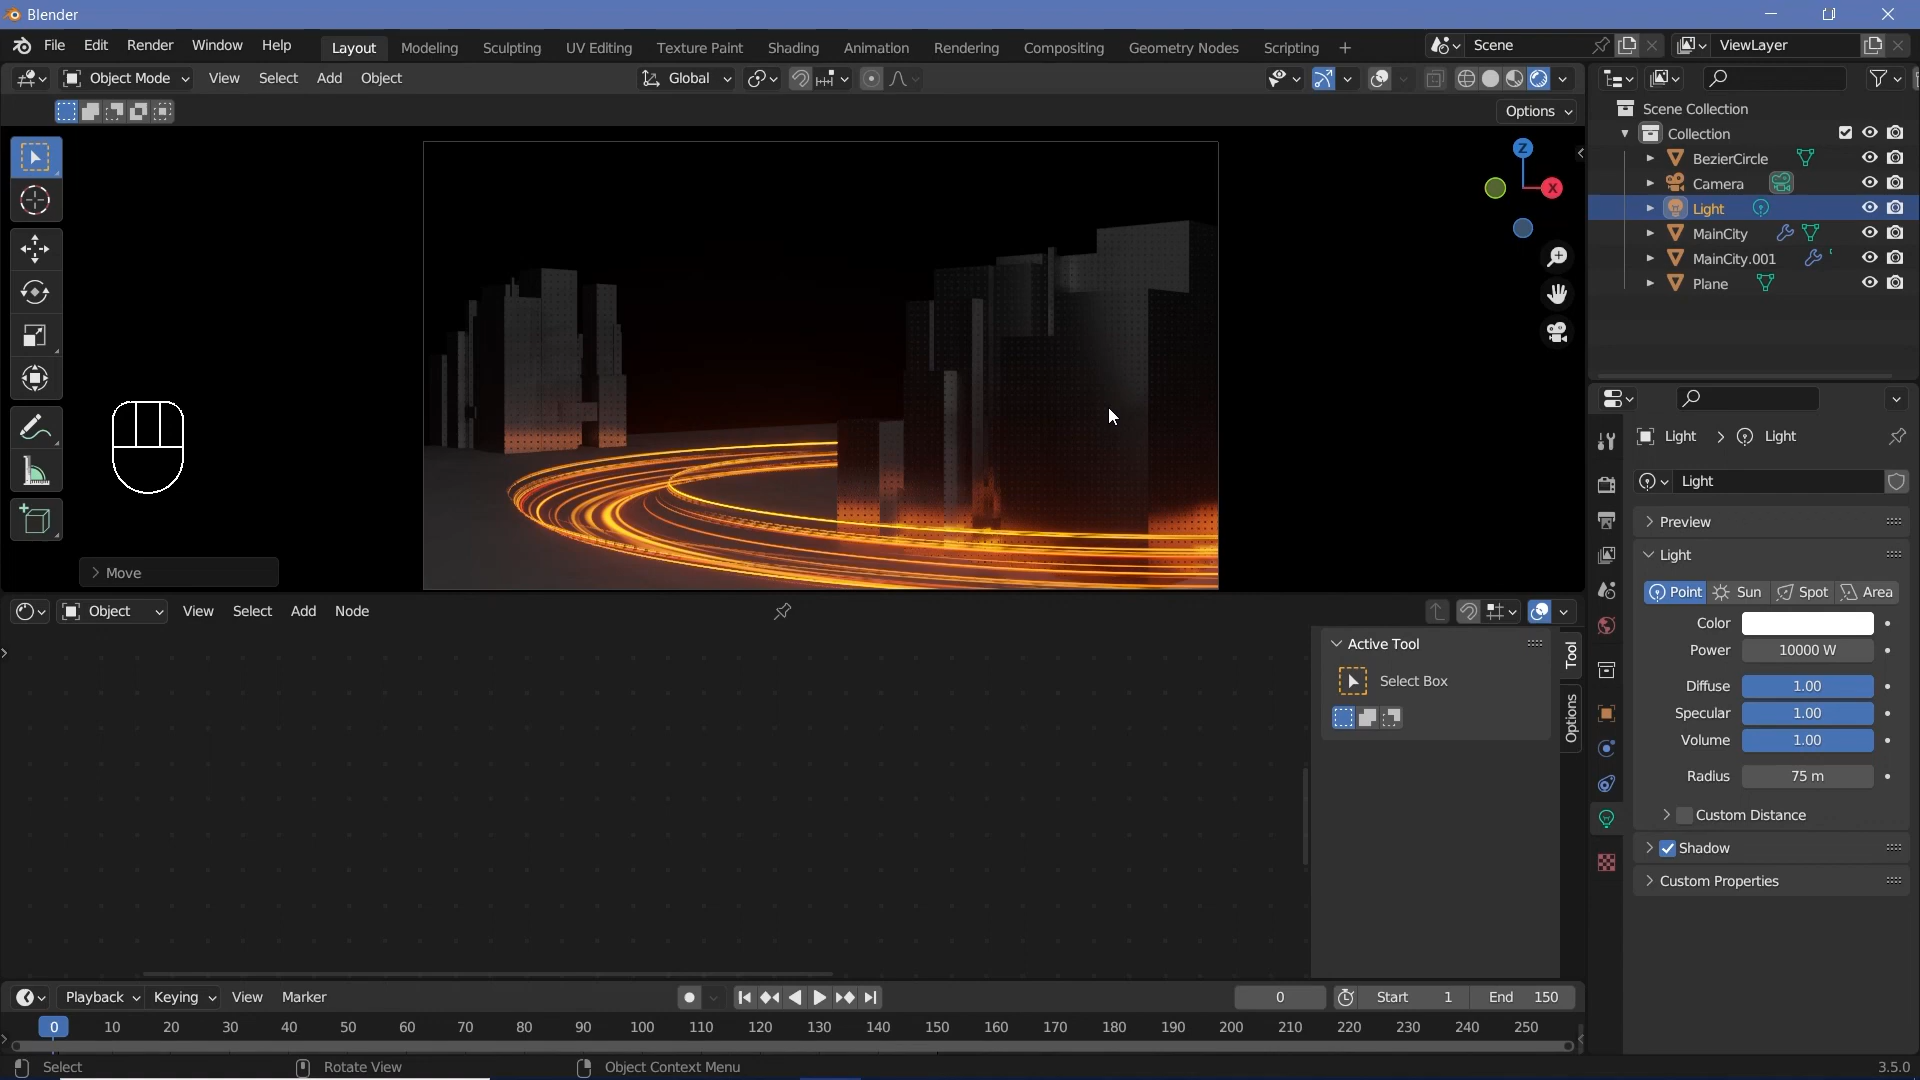 Blender
File Edit Render Window Help Layout Modeling Sculpting UV Editing Texture Paint Shading Animation Rendering Compositing Geometry Nodes Scripting + Scene ViewLayer
Object Mode View Select Add Object Global
Options
Z
X
Scene Collection
Collection
BezierCircle
Camera
Light
MainCity
MainCity.001
Plane
Move
Light Light
Light
Preview
Light
Point Sun Spot Area
Color
Power 10000 W
Diffuse 1.00
Specular 1.00
Volume 1.00
Radius 75 m
Custom Distance
Shadow
Custom Properties
Object View Select Add Node
Active Tool
Select Box
Tool
Options
Playback Keying View Marker 0 Start 1 End 150
0 10 20 30 40 50 60 70 80 90 100 110 120 130 140 150 160 170 180 190 200 210 220 230 240 250
Select Rotate View Object Context Menu 3.5.0